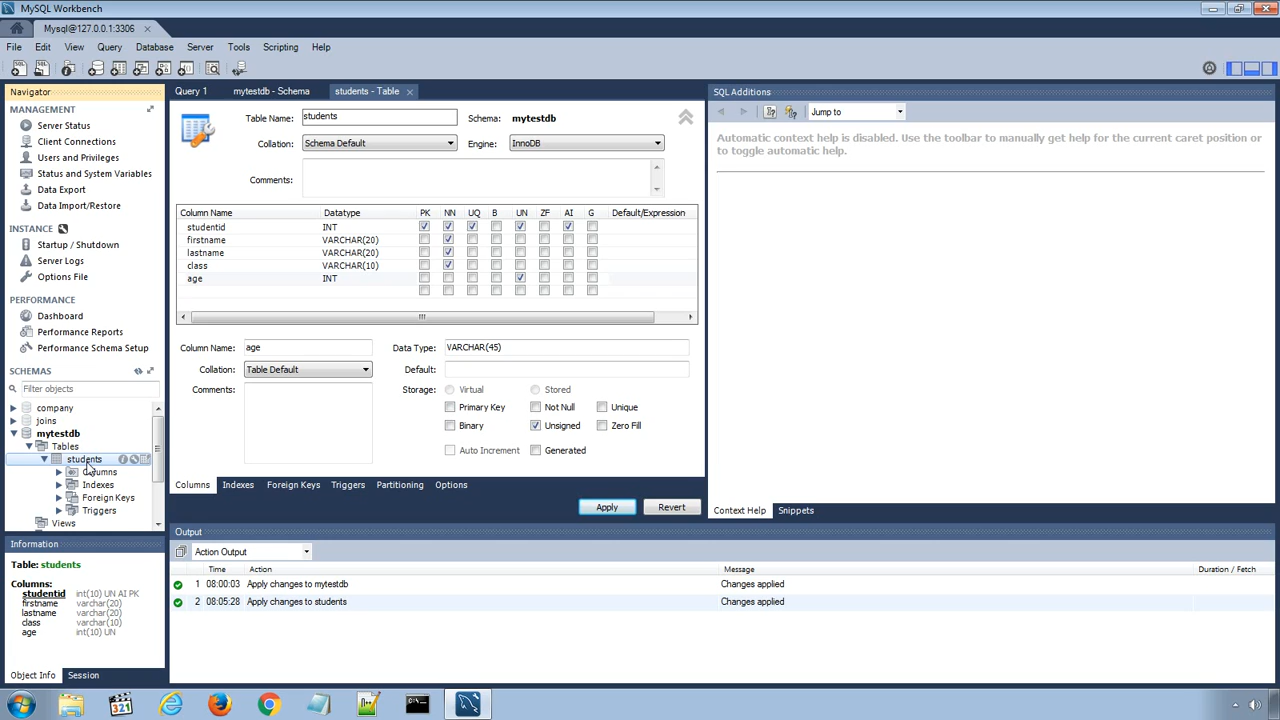 MySQL Workbench
Mysql@127.0.0.1:3306
File Edit View Query Database Server Tools Scripting Help
Navigator
MANAGEMENT
Server Status
Client Connections
Users and Privileges
Status and System Variables
Data Export
Data Import/Restore
INSTANCE
Startup / Shutdown
Server Logs
Options File
PERFORMANCE
Dashboard
Performance Reports
Performance Schema Setup
SCHEMAS
Filter objects
company
joins
mytestdb
Tables
students
Columns
Indexes
Foreign Keys
Triggers
Views
Information
Table: students
Columns:
studentid int(10) UN AI PK
firstname varchar(20)
lastname varchar(20)
class varchar(10)
age int(10) UN
Object Info Session
Query 1 mytestdb - Schema students - Table
Table Name: students Schema: mytestdb
Collation: Schema Default Engine: InnoDB
Comments:
Column Name Datatype PK NN UQ B UN ZF AI G Default/Expression
studentid INT
firstname VARCHAR(20)
lastname VARCHAR(20)
class VARCHAR(10)
age INT
Column Name: age Data Type: VARCHAR(45)
Collation: Table Default Default:
Comments: Storage: Virtual Stored
Primary Key Not Null Unique
Binary Unsigned Zero Fill
Auto Increment Generated
Columns Indexes Foreign Keys Triggers Partitioning Options
Apply Revert
SQL Additions
Jump to
Automatic context help is disabled. Use the toolbar to manually get help for the current caret position or
to toggle automatic help.
Context Help Snippets
Output
Action Output
Time Action Message Duration / Fetch
1 08:00:03 Apply changes to mytestdb Changes applied
2 08:05:28 Apply changes to students Changes applied
321